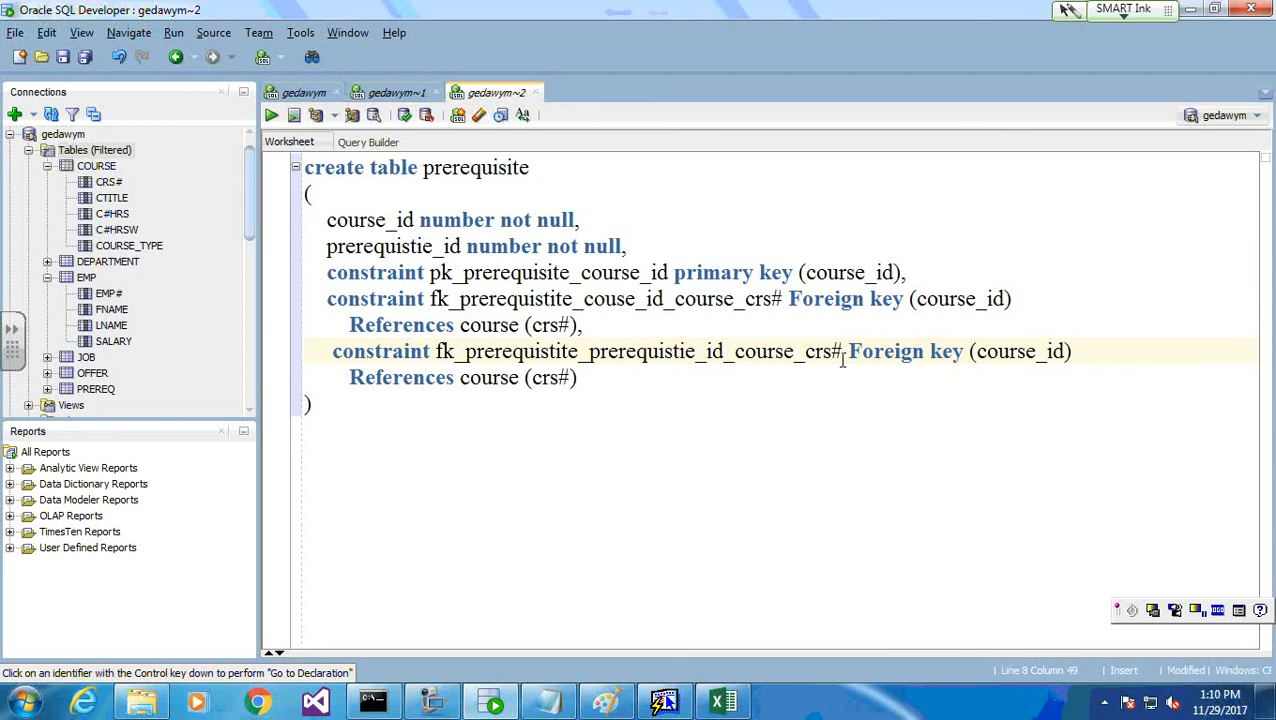 Oracle SQL Developer: gedawym~2
SMART Ink
File Edit View Navigate Run Source Team Tools Window Help
Connections
gedawym
gedawym~1
gedawym~2
gedawym
Worksheet
Query Builder
gedawym
Tables (Filtered)
COURSE
CRS#
CTITLE
C#HRS
C#HRSW
COURSE_TYPE
DEPARTMENT
EMP
EMP#
FNAME
LNAME
SALARY
JOB
OFFER
PREREQ
Views
create table prerequisite
(
course_id number not null,
prerequistie_id number not null,
constraint pk_prerequisite_course_id primary key (course_id),
constraint fk_prerequistite_couse_id_course_crs# Foreign key (course_id)
References course (crs#),
constraint fk_prerequistite_prerequistie_id_course_crs# Foreign key (course_id)
References course (crs#)
)
Reports
All Reports
Analytic View Reports
Data Dictionary Reports
Data Modeler Reports
OLAP Reports
TimesTen Reports
User Defined Reports
Click on an identifier with the Control key down to perform "Go to Declaration"
Line 8 Column 49
Insert
Modified
Windows: C
1:10 PM
11/29/2017